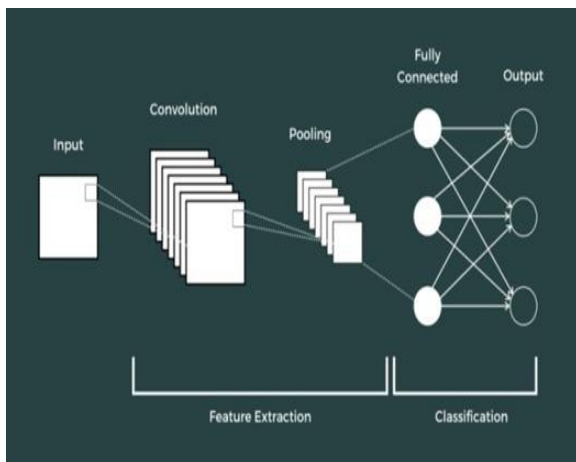 Input
Convolution
Pooling
Fully
Connected
Output
Feature Extraction
Classification